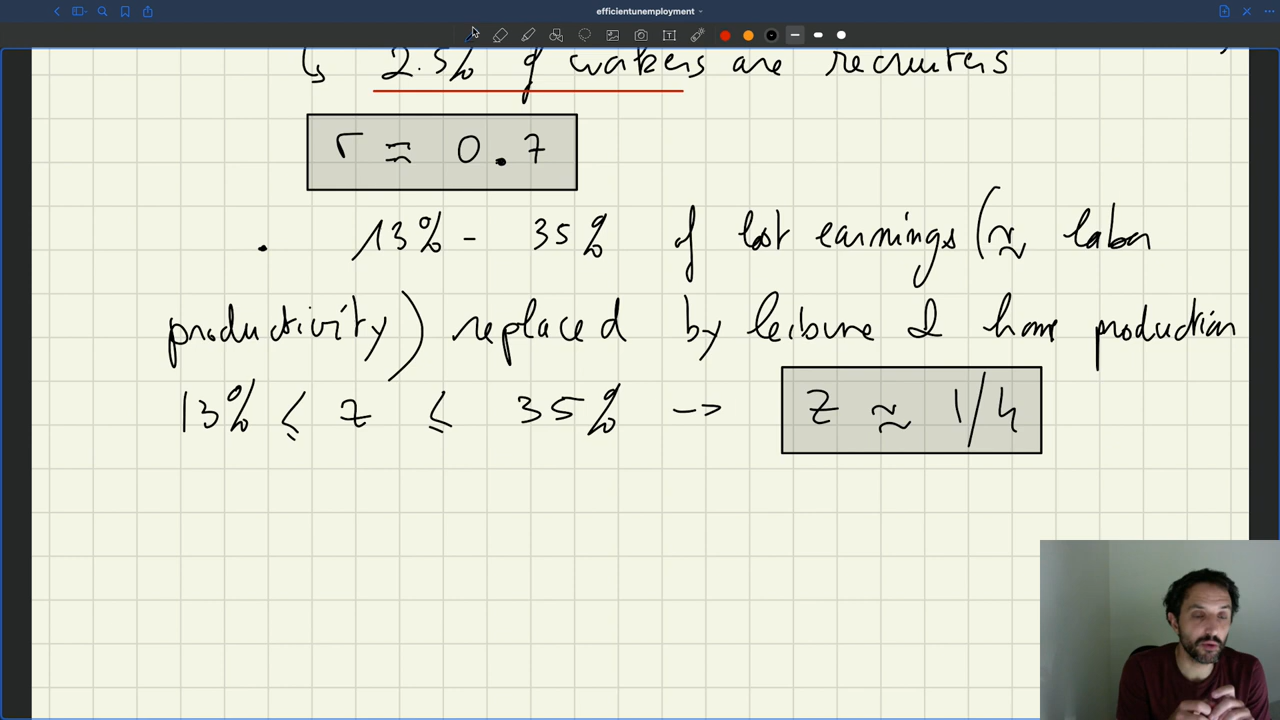 efficientunemployment
↳ 2.5% of workers are recruiters
r ≈ 0.7
. 13% - 35% of lost earnings (≈ labor
productivity) replaced by leisure & home production
13% ≤ z ≤ 35% -> z ≈ 1/4